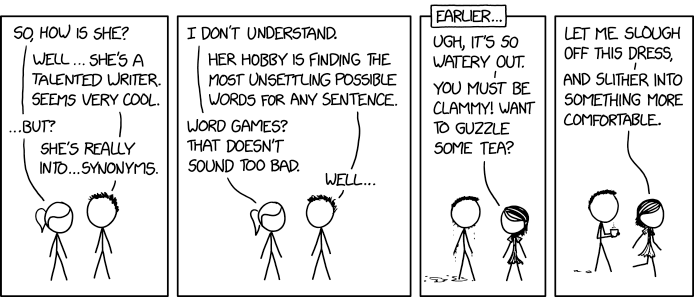 SO, HOW IS SHE?
WELL... SHE'S A
TALENTED WRITER.
SEEMS VERY COOL.
...BUT?
SHE'S REALLY
INTO...SYNONYMS.
I DON'T UNDERSTAND.
HER HOBBY IS FINDING THE
MOST UNSETTLING POSSIBLE
WORDS FOR ANY SENTENCE.
WORD GAMES?
THAT DOESN'T
SOUND TOO BAD.
WELL...
EARLIER...
UGH, IT'S SO
WATERY OUT.
YOU MUST BE
CLAMMY! WANT
TO GUZZLE
SOME TEA?
LET ME SLOUGH
OFF THIS DRESS,
AND SLITHER INTO
SOMETHING MORE
COMFORTABLE.